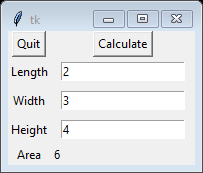 tk
Quit Calculate
Length 2
Width 3
Height 4
Area 6